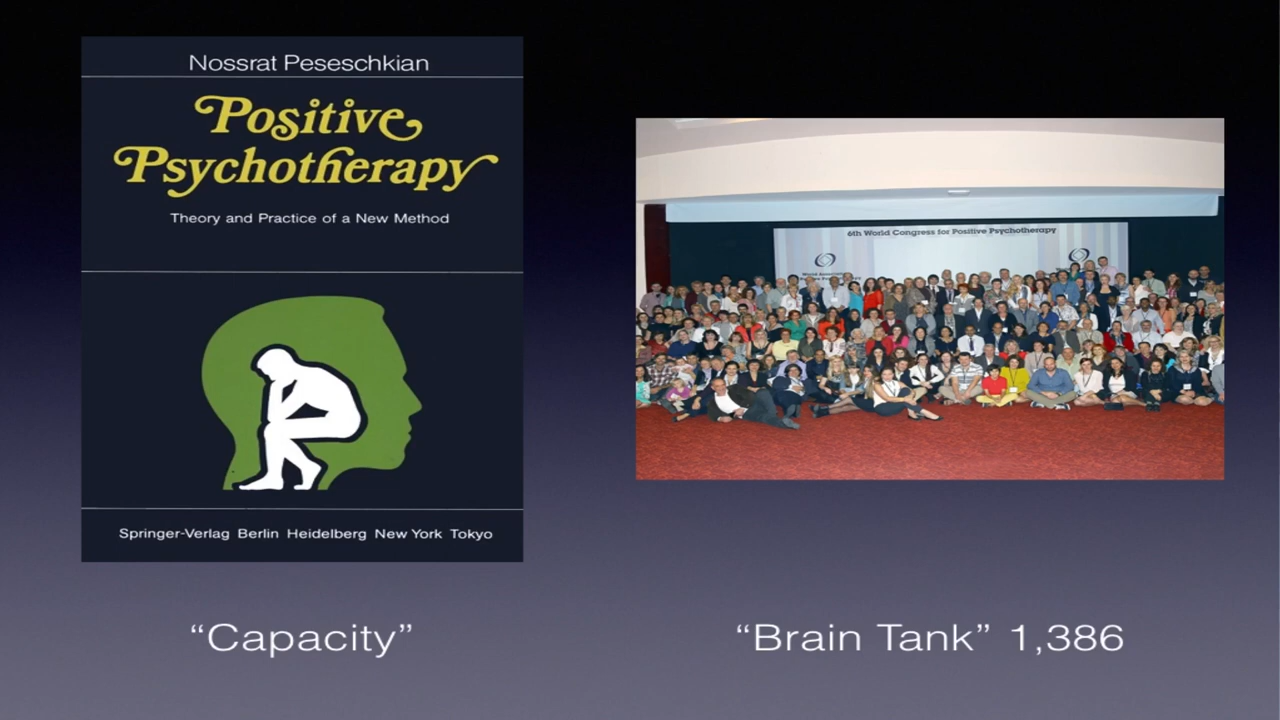 Nossrat Peseschkian
Positive
Psychotherapy
Theory and Practice of a New Method
Springer-Verlag Berlin Heidelberg New York Tokyo
“Capacity”
6th World Congress for Positive Psychotherapy
World
“Brain Tank” 1,386